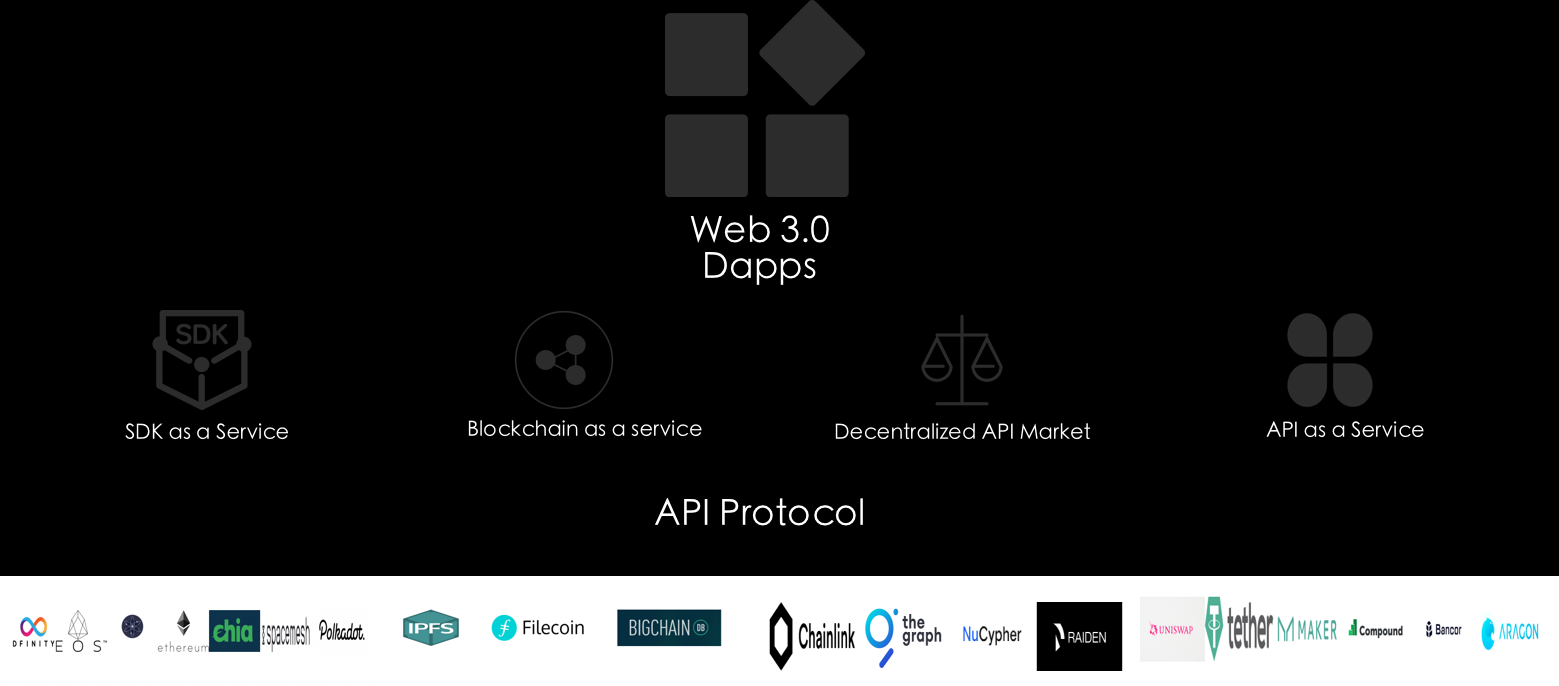 Web 3.0
Dapps
SDK
SDK as a Service
Blockchain as a service
Decentralized API Market
API as a Service
API Protocol
DFINITY
EOS™
ethereum
chia
spacemesh
Polkadot.
IPFS
Filecoin
BIGCHAIN DB
Chainlink
the
graph
NuCypher
RAIDEN
UNISWAP
tether
MAKER
Compound
Bancor
ARAGON